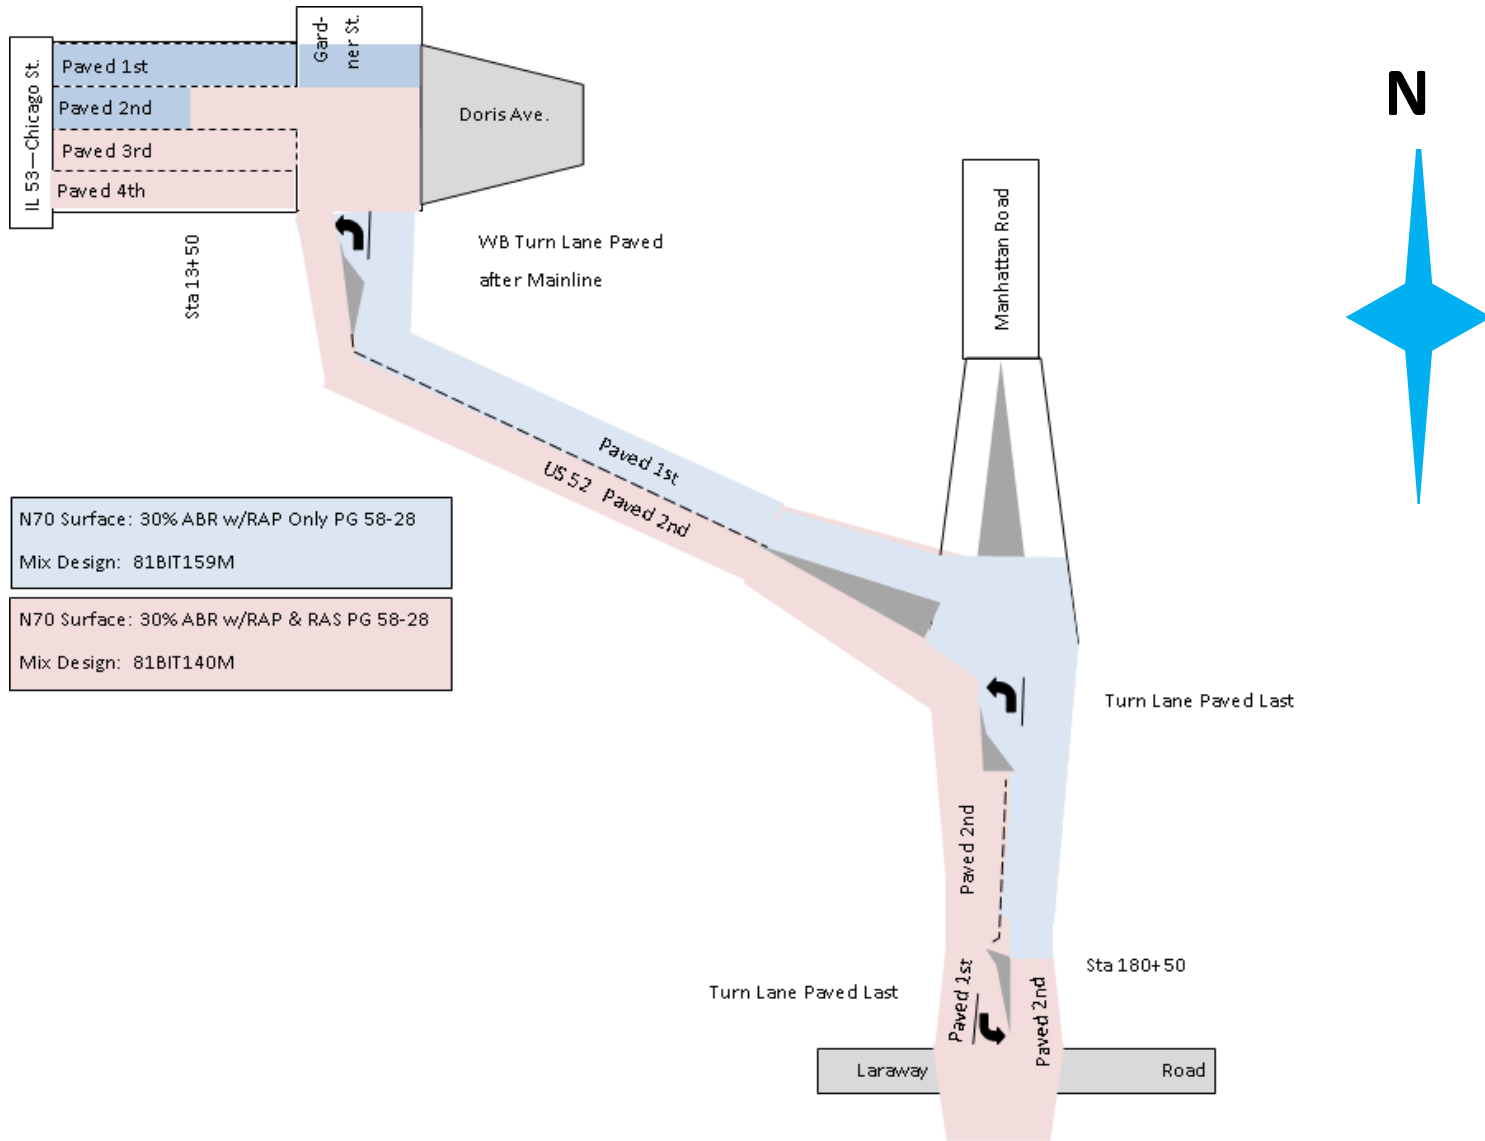 Gard-
ner St.
N
IL 53—Chicago St.
Paved 1st
Paved 2nd
Paved 3rd
Paved 4th
Doris Ave.
Manhattan Road
Sta 13+50
WB Turn Lane Paved
after Mainline
Paved 1st
US 52 Paved 2nd
N70 Surface: 30% ABR w/RAP Only PG 58-28
Mix Design: 81BIT159M
N70 Surface: 30% ABR w/RAP & RAS PG 58-28
Mix Design: 81BIT140M
Turn Lane Paved Last
Paved 2nd
Sta 180+50
Turn Lane Paved Last
Paved 1st
Paved 2nd
Laraway Road